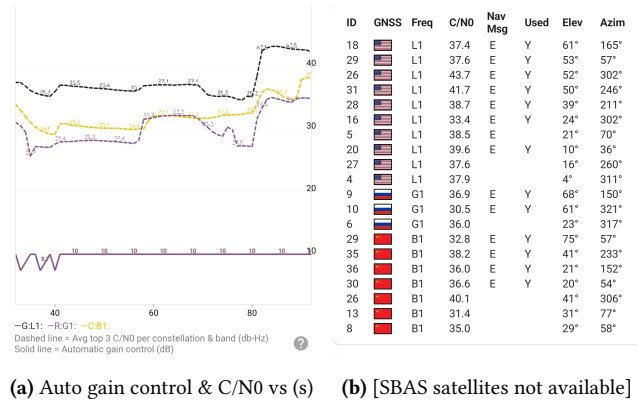 40
30
20
10
10 10 10 10 10 10
40 60 80
G:L1: R:G1: C:B1:
Dashed line = Avg top 3 C/N0 per constellation & band (db-Hz)
Solid line = Automatic gain control (dB)
?
(a) Auto gain control & C/N0 vs (s)
ID GNSS Freq C/N0 Nav Msg Used Elev Azim
18 L1 37.4 E Y 61° 165°
29 L1 37.6 E Y 53° 57°
26 L1 43.7 E Y 52° 302°
31 L1 41.7 E Y 50° 246°
28 L1 38.7 E Y 39° 211°
16 L1 33.4 E Y 24° 302°
5 L1 38.5 E 21° 70°
20 L1 39.6 E Y 10° 36°
27 L1 37.6 16° 260°
4 L1 37.9 4° 311°
9 G1 36.9 E Y 68° 150°
10 G1 30.5 E Y 61° 321°
6 G1 36.0 23° 317°
29 B1 32.8 E Y 75° 57°
35 B1 38.2 E Y 41° 233°
36 B1 36.0 E Y 21° 152°
30 B1 36.6 E Y 20° 54°
26 B1 40.1 41° 306°
13 B1 31.4 31° 77°
8 B1 35.0 29° 58°
(b) [SBAS satellites not available]